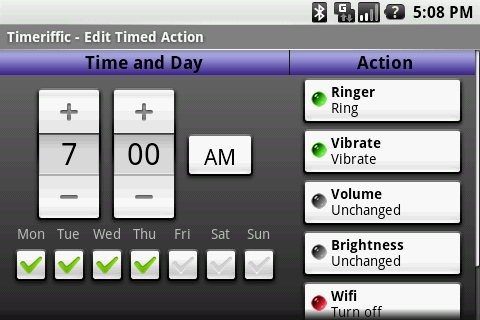 5:08 PM
Timeriffic - Edit Timed Action
Time and Day
Action
7
00
AM
Mon Tue Wed Thu Fri Sat Sun
Ringer
Ring
Vibrate
Vibrate
Volume
Unchanged
Brightness
Unchanged
Wifi
Turn off